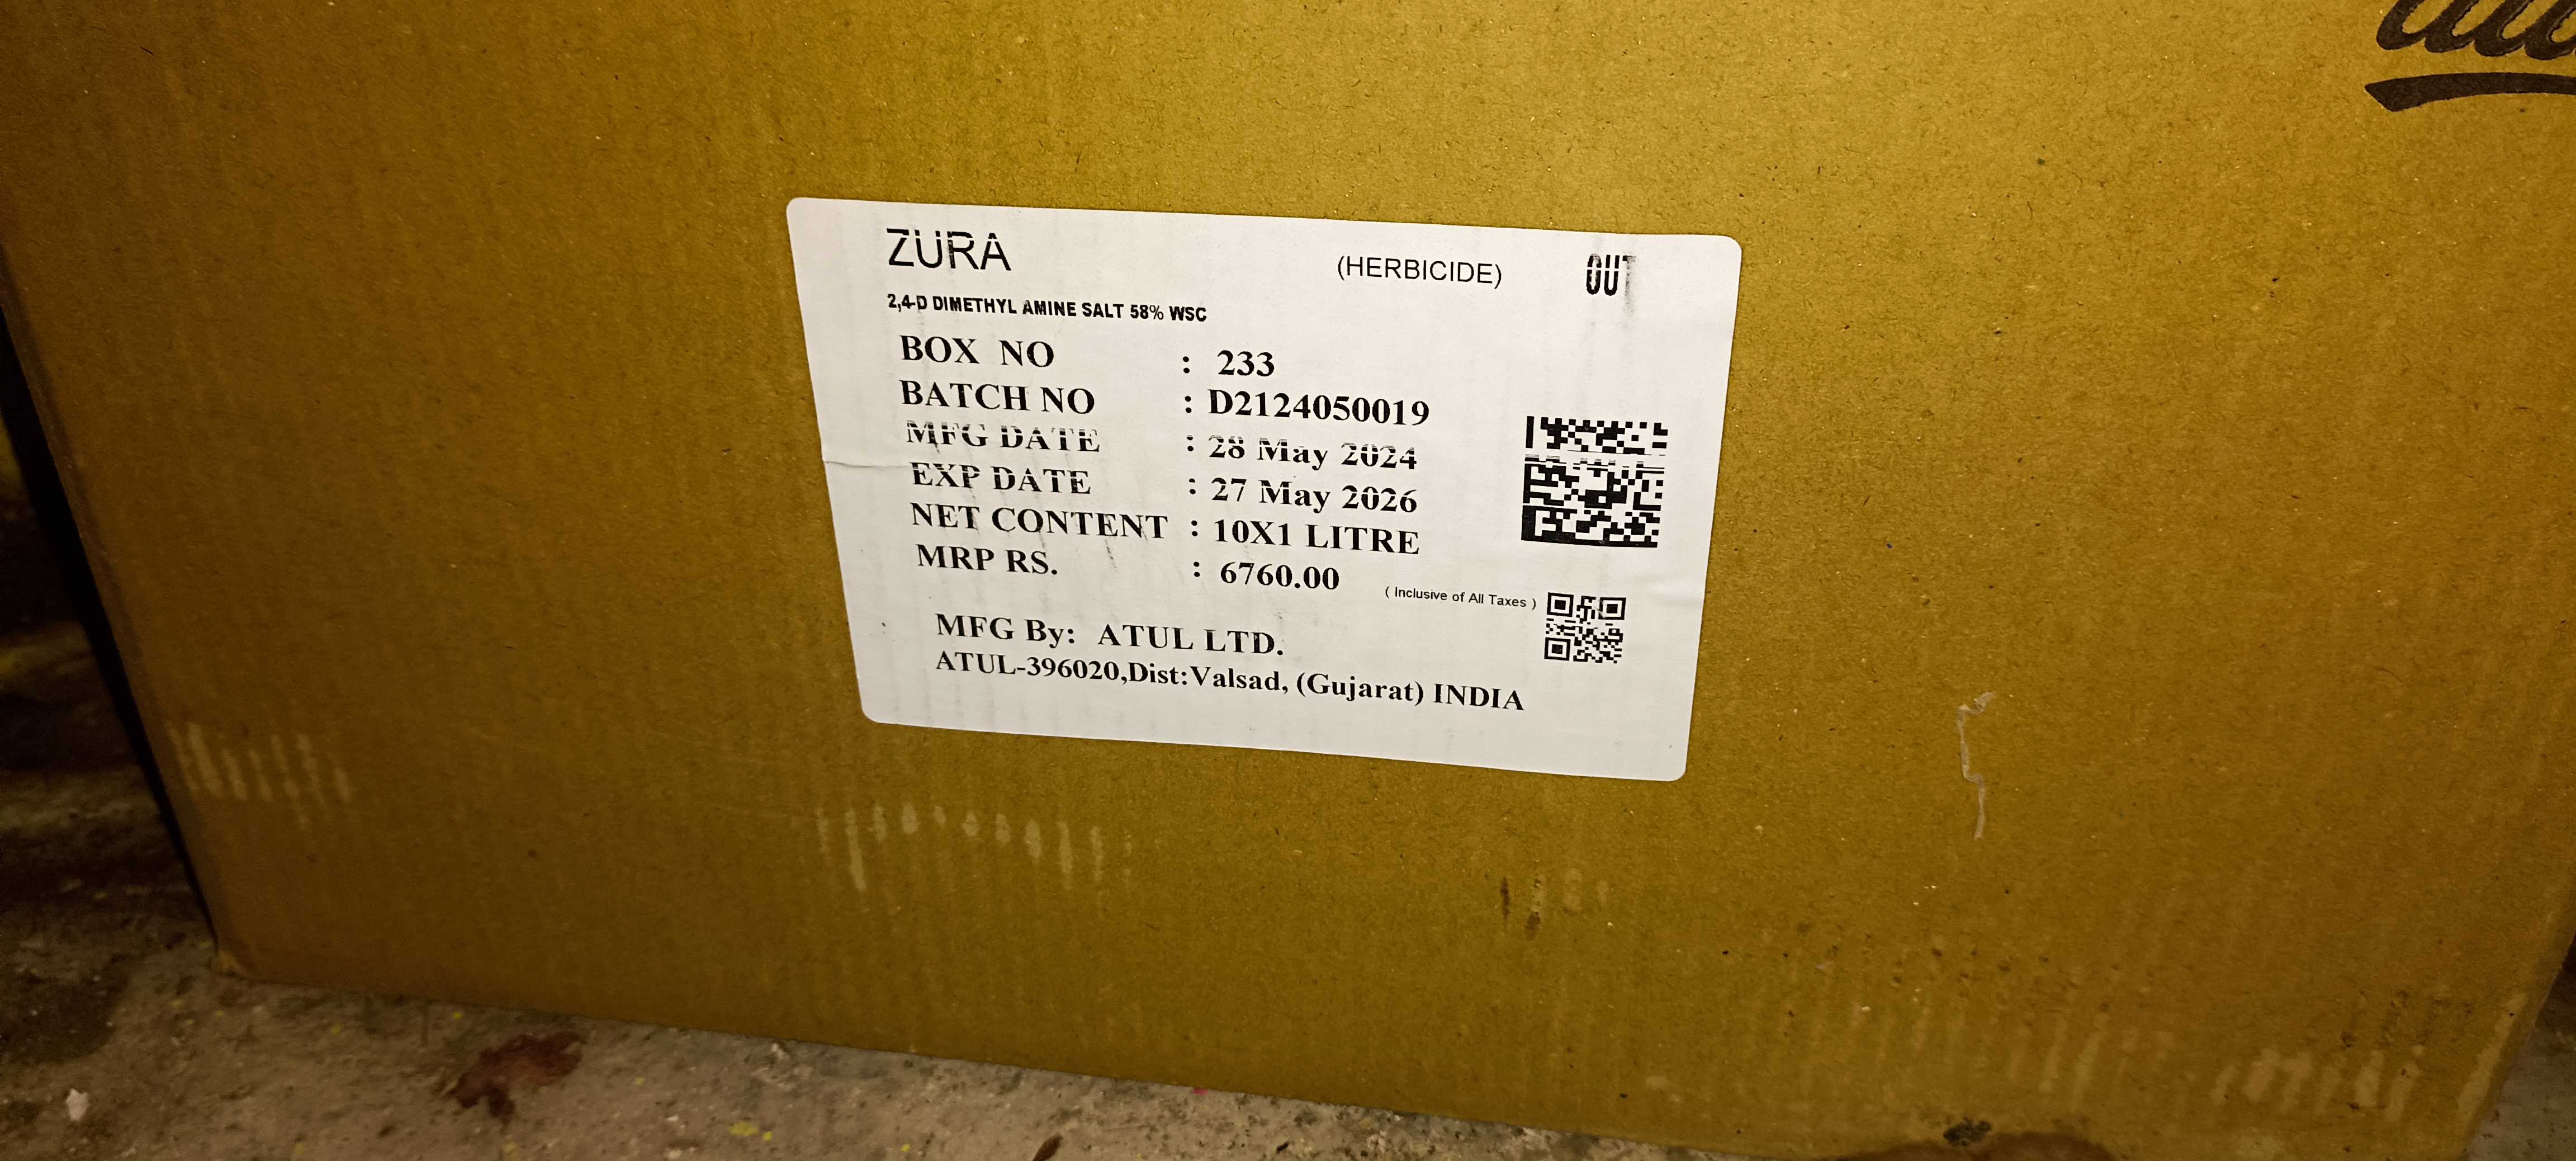 ZURA (HERBICIDE) OUT
2,4-D DIMETHYL AMINE SALT 58% WSC
BOX NO : 233
BATCH NO : D2124050019
MFG DATE : 28 May 2024
EXP DATE : 27 May 2026
NET CONTENT : 10X1 LITRE
MRP RS. : 6760.00 ( Inclusive of All Taxes )
MFG By: ATUL LTD.
ATUL-396020,Dist:Valsad, (Gujarat) INDIA